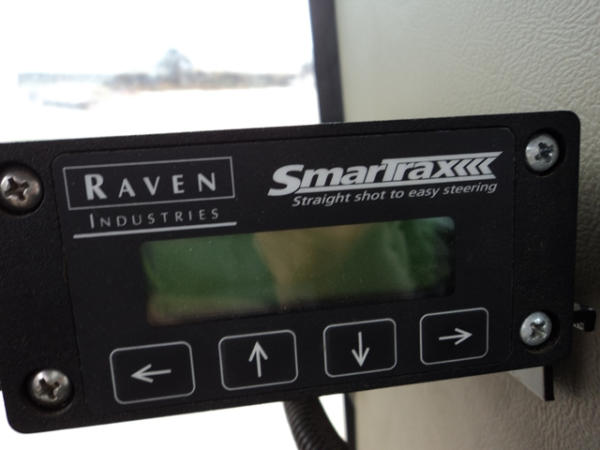 RAVEN
INDUSTRIES
SmarTrax
Straight shot to easy steering